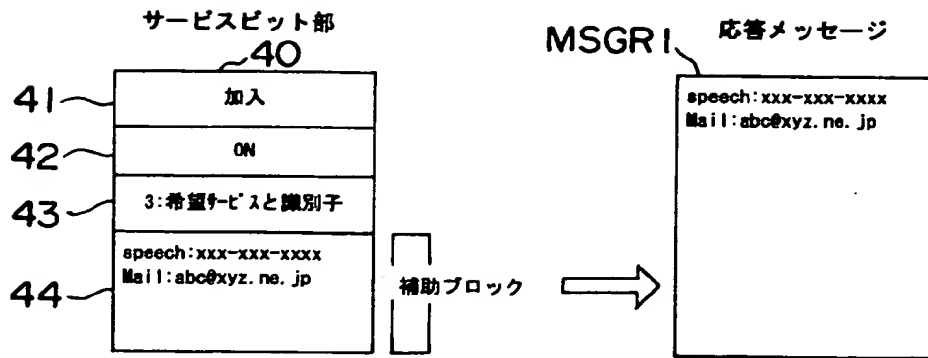 サービスビット部
40
41
加入
42
ON
43
3:希望ｻｰﾋﾞｽと識別子
44
speech:xxx-xxx-xxxx
Mail:abc@xyz.ne.jp
補助ブロック
応答メッセージ
MSGR1
speech:xxx-xxx-xxxx
Mail:abc@xyz.ne.jp